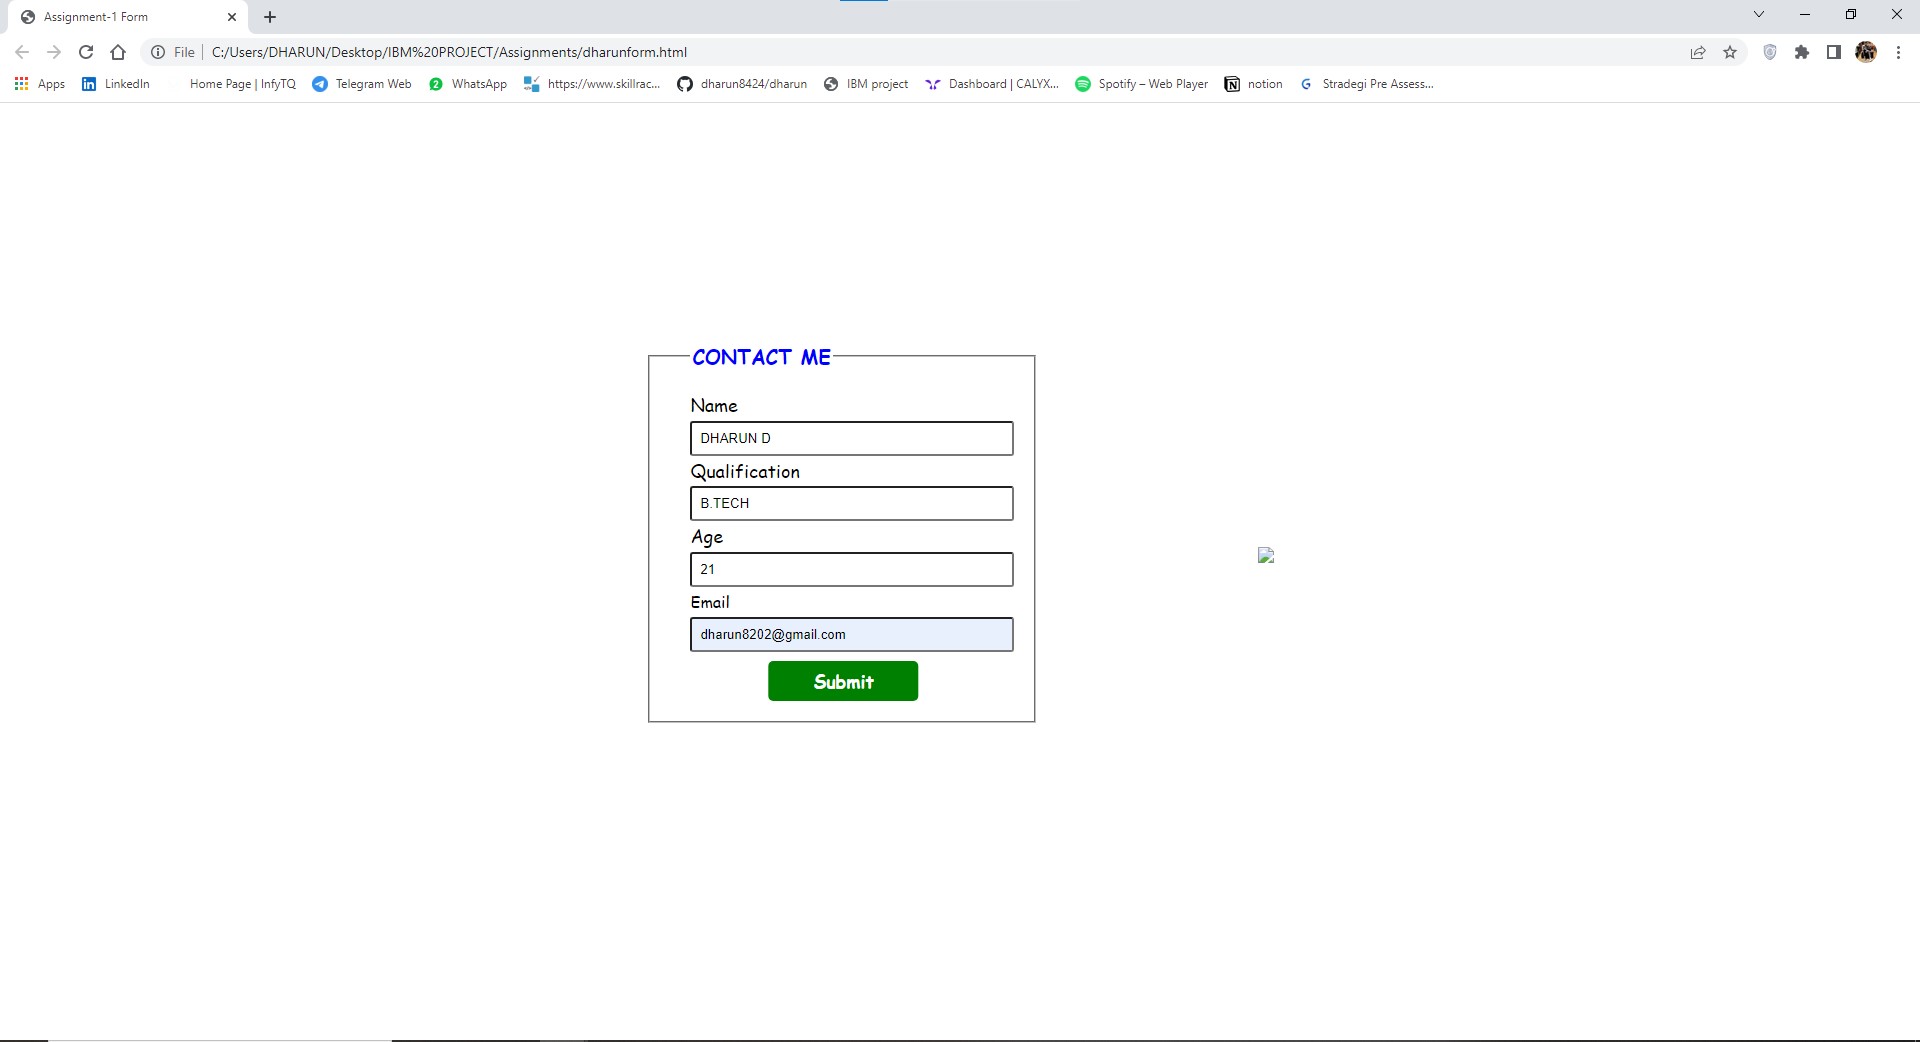 Assignment-1 Form
File
C:/Users/DHARUN/Desktop/IBM%20PROJECT/Assignments/dharunform.html
Apps LinkedIn Home Page | InfyTQ Telegram Web 2 WhatsApp https://www.skillrac... dharun8424/dharun IBM project Dashboard | CALYX... Spotify – Web Player notion G Stradegi Pre Assess...
CONTACT ME
Name
DHARUN D
Qualification
B.TECH
Age
21
Email
dharun8202@gmail.com
Submit